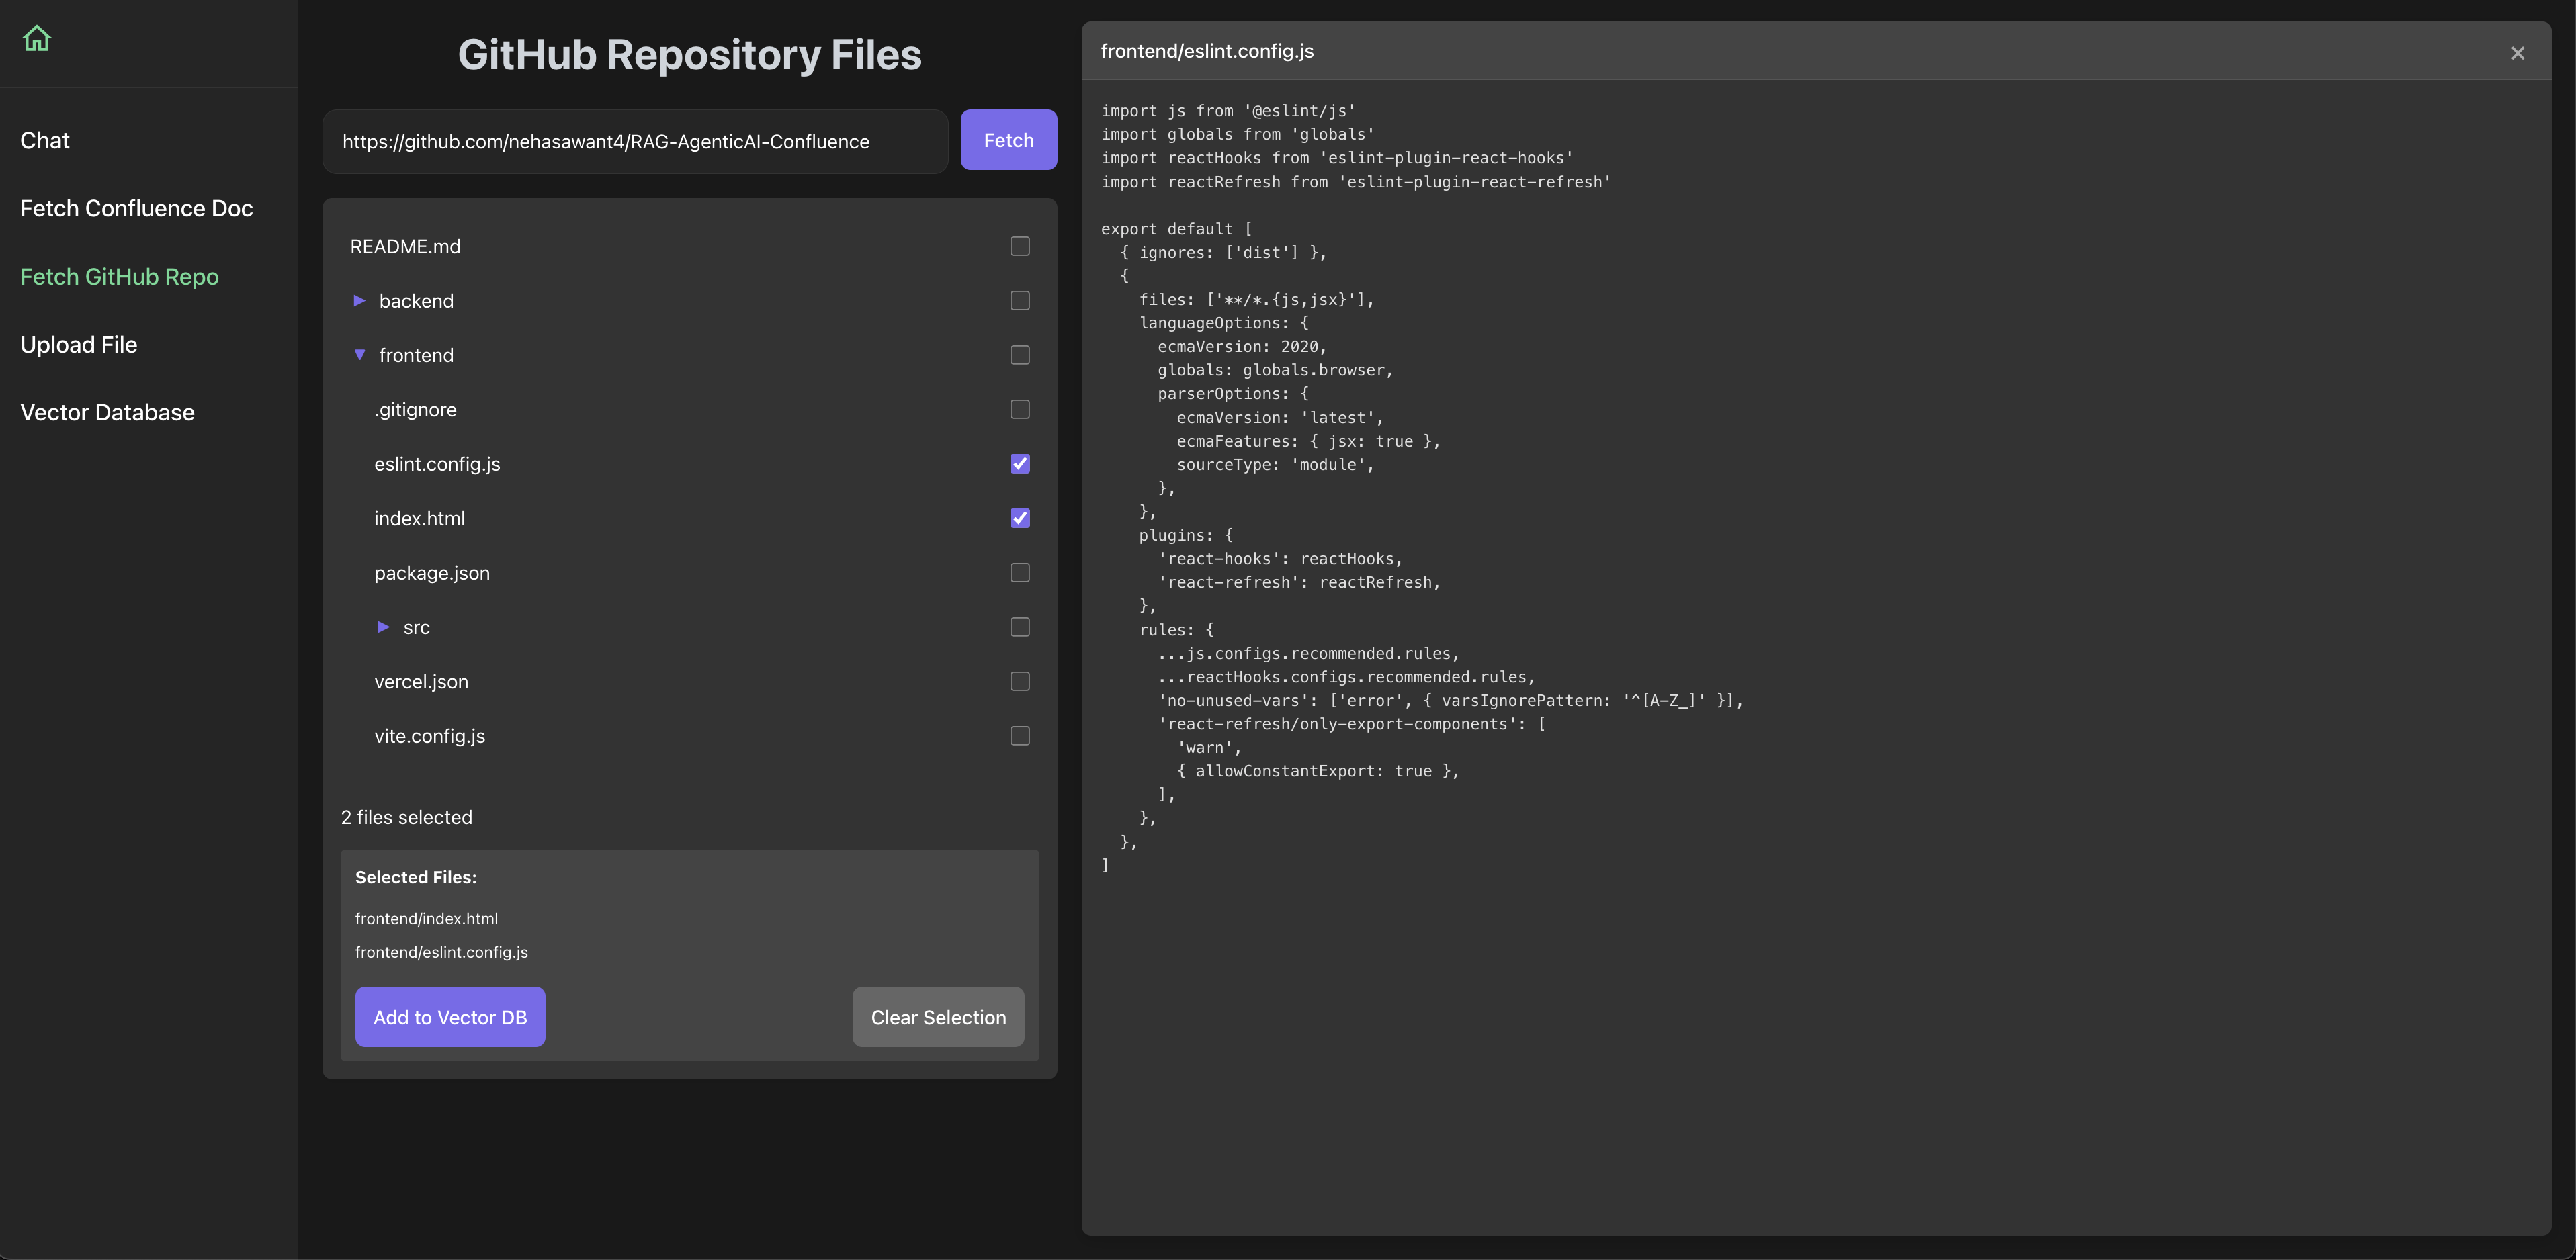 Chat
Fetch Confluence Doc
Fetch GitHub Repo
Upload File
Vector Database
GitHub Repository Files
https://github.com/nehasawant4/RAG-AgenticAI-Confluence
Fetch
README.md
▶ backend
▼ frontend
.gitignore
eslint.config.js
index.html
package.json
▶ src
vercel.json
vite.config.js
2 files selected
Selected Files:
frontend/index.html
frontend/eslint.config.js
Add to Vector DB
Clear Selection
frontend/eslint.config.js
×
import js from '@eslint/js'
import globals from 'globals'
import reactHooks from 'eslint-plugin-react-hooks'
import reactRefresh from 'eslint-plugin-react-refresh'

export default [
  { ignores: ['dist'] },
  {
    files: ['**/*.{js,jsx}'],
    languageOptions: {
      ecmaVersion: 2020,
      globals: globals.browser,
      parserOptions: {
        ecmaVersion: 'latest',
        ecmaFeatures: { jsx: true },
        sourceType: 'module',
      },
    },
    plugins: {
      'react-hooks': reactHooks,
      'react-refresh': reactRefresh,
    },
    rules: {
      ...js.configs.recommended.rules,
      ...reactHooks.configs.recommended.rules,
      'no-unused-vars': ['error', { varsIgnorePattern: '^[A-Z_]' }],
      'react-refresh/only-export-components': [
        'warn',
        { allowConstantExport: true },
      ],
    },
  },
]